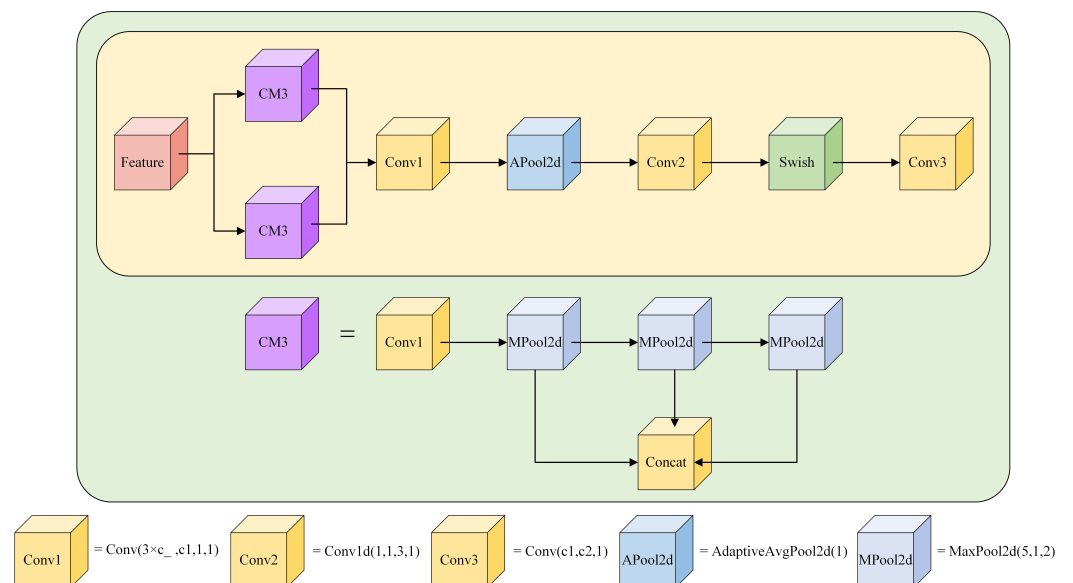 CM3
Feature
Conv1
APool2d
Conv2
Swish
Conv3
CM3
CM3
=
Conv1
MPool2d
MPool2d
MPool2d
Concat
Conv1 = Conv(3×c_ ,c1,1,1)
Conv2 = Conv1d(1,1,3,1)
Conv3 = Conv(c1,c2,1)
APool2d = AdaptiveAvgPool2d(1)
MPool2d = MaxPool2d(5,1,2)